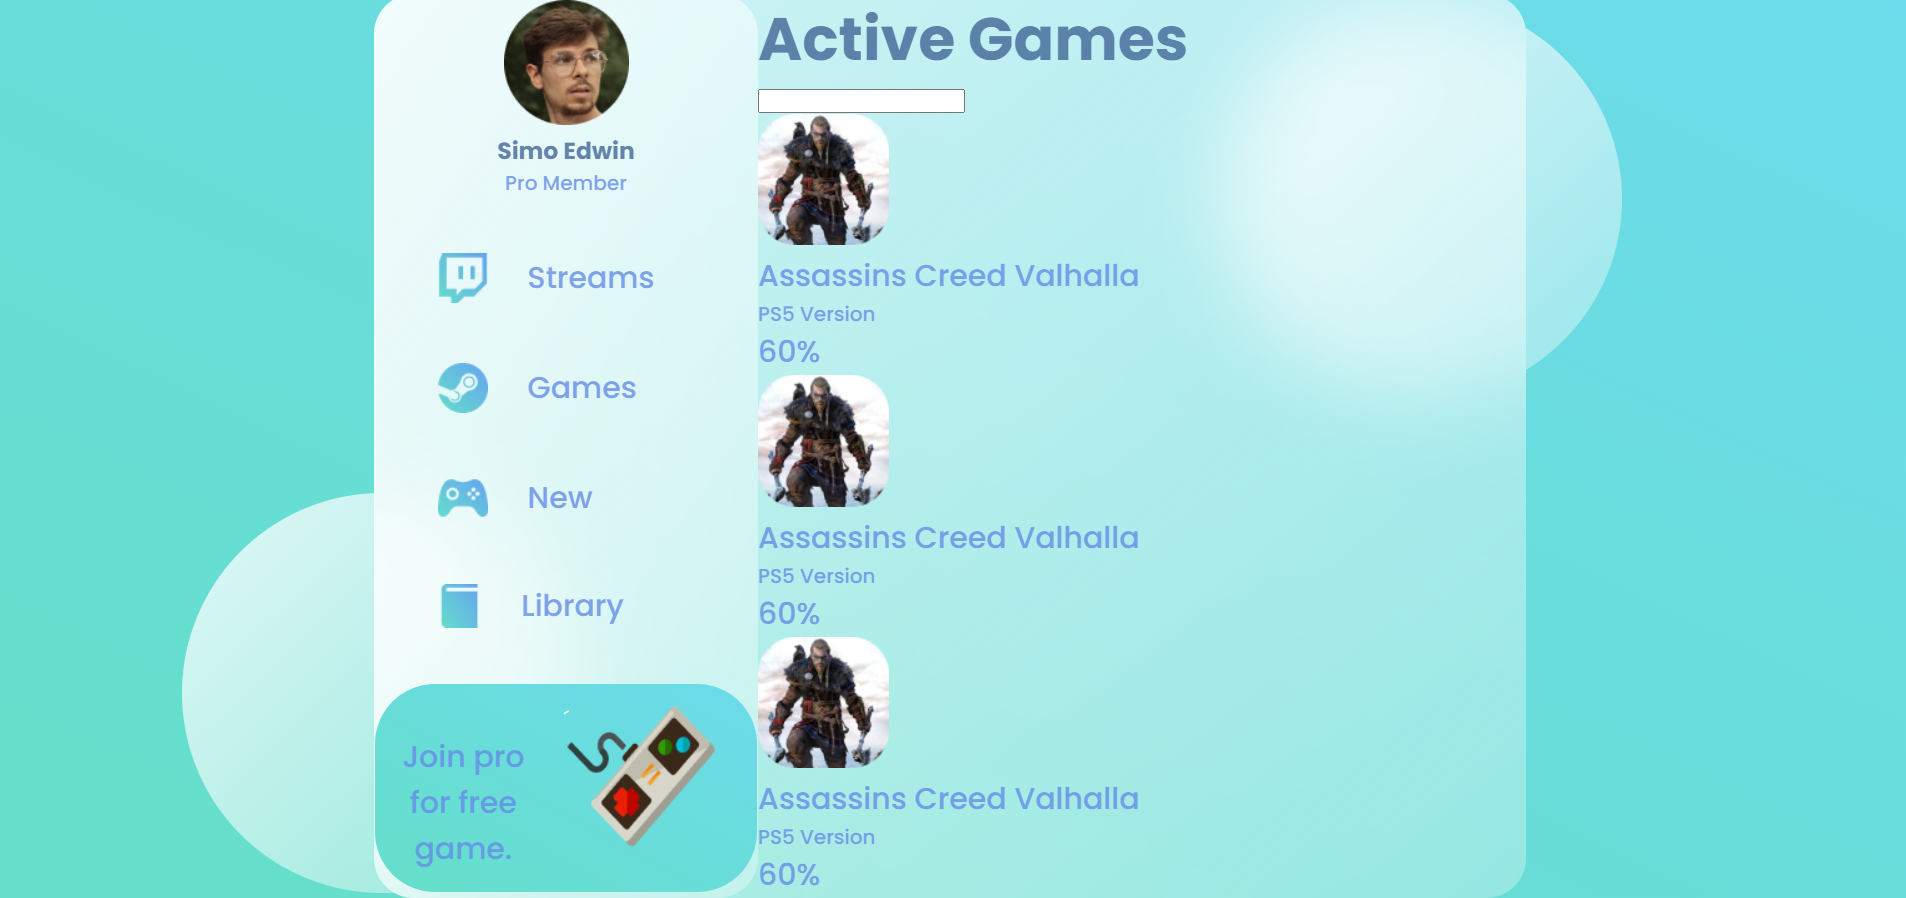 Simo Edwin
Pro Member
Streams
Games
New
Library
Join pro
for free
game.
Active Games
Assassins Creed Valhalla
PS5 Version
60%
Assassins Creed Valhalla
PS5 Version
60%
Assassins Creed Valhalla
PS5 Version
60%